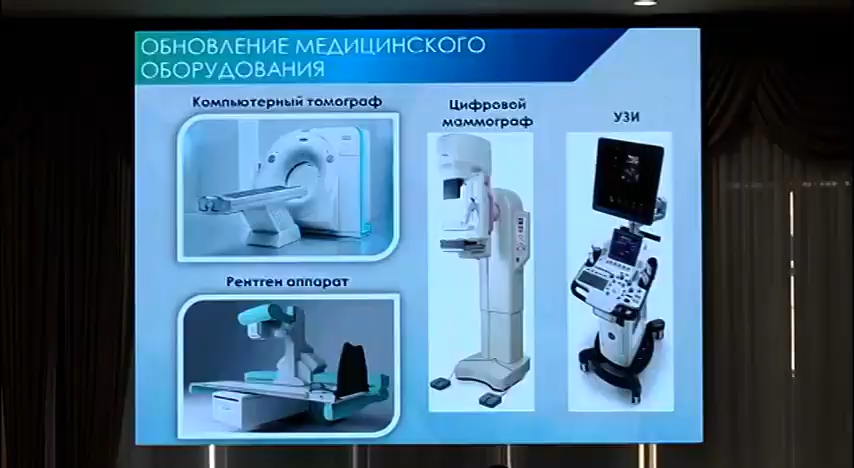 ОБНОВЛЕНИЕ МЕДИЦИНСКОГО
ОБОРУДОВАНИЯ
Компьютерный томограф
Цифровой
маммограф
УЗИ
Рентген аппарат